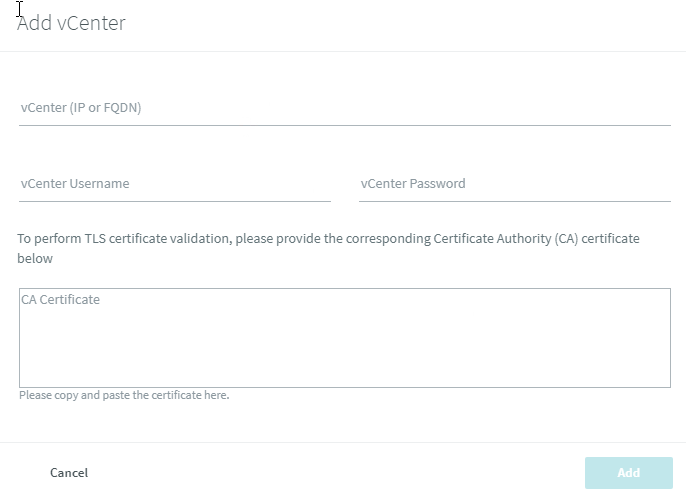 Add vCenter
vCenter (IP or FQDN)
vCenter Username
vCenter Password
To perform TLS certificate validation, please provide the corresponding Certificate Authority (CA) certificate
below
CA Certificate
Please copy and paste the certificate here.
Cancel
Add